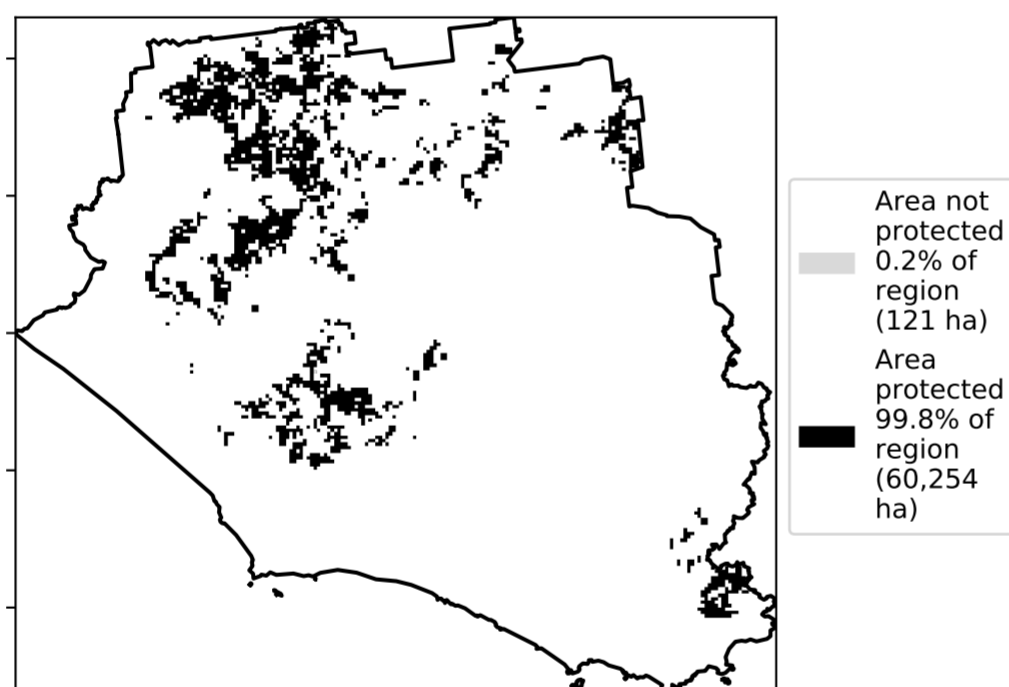 Area not
protected
0.2% of
region
(121 ha)
Area
protected
99.8% of
region
(60,254
ha)